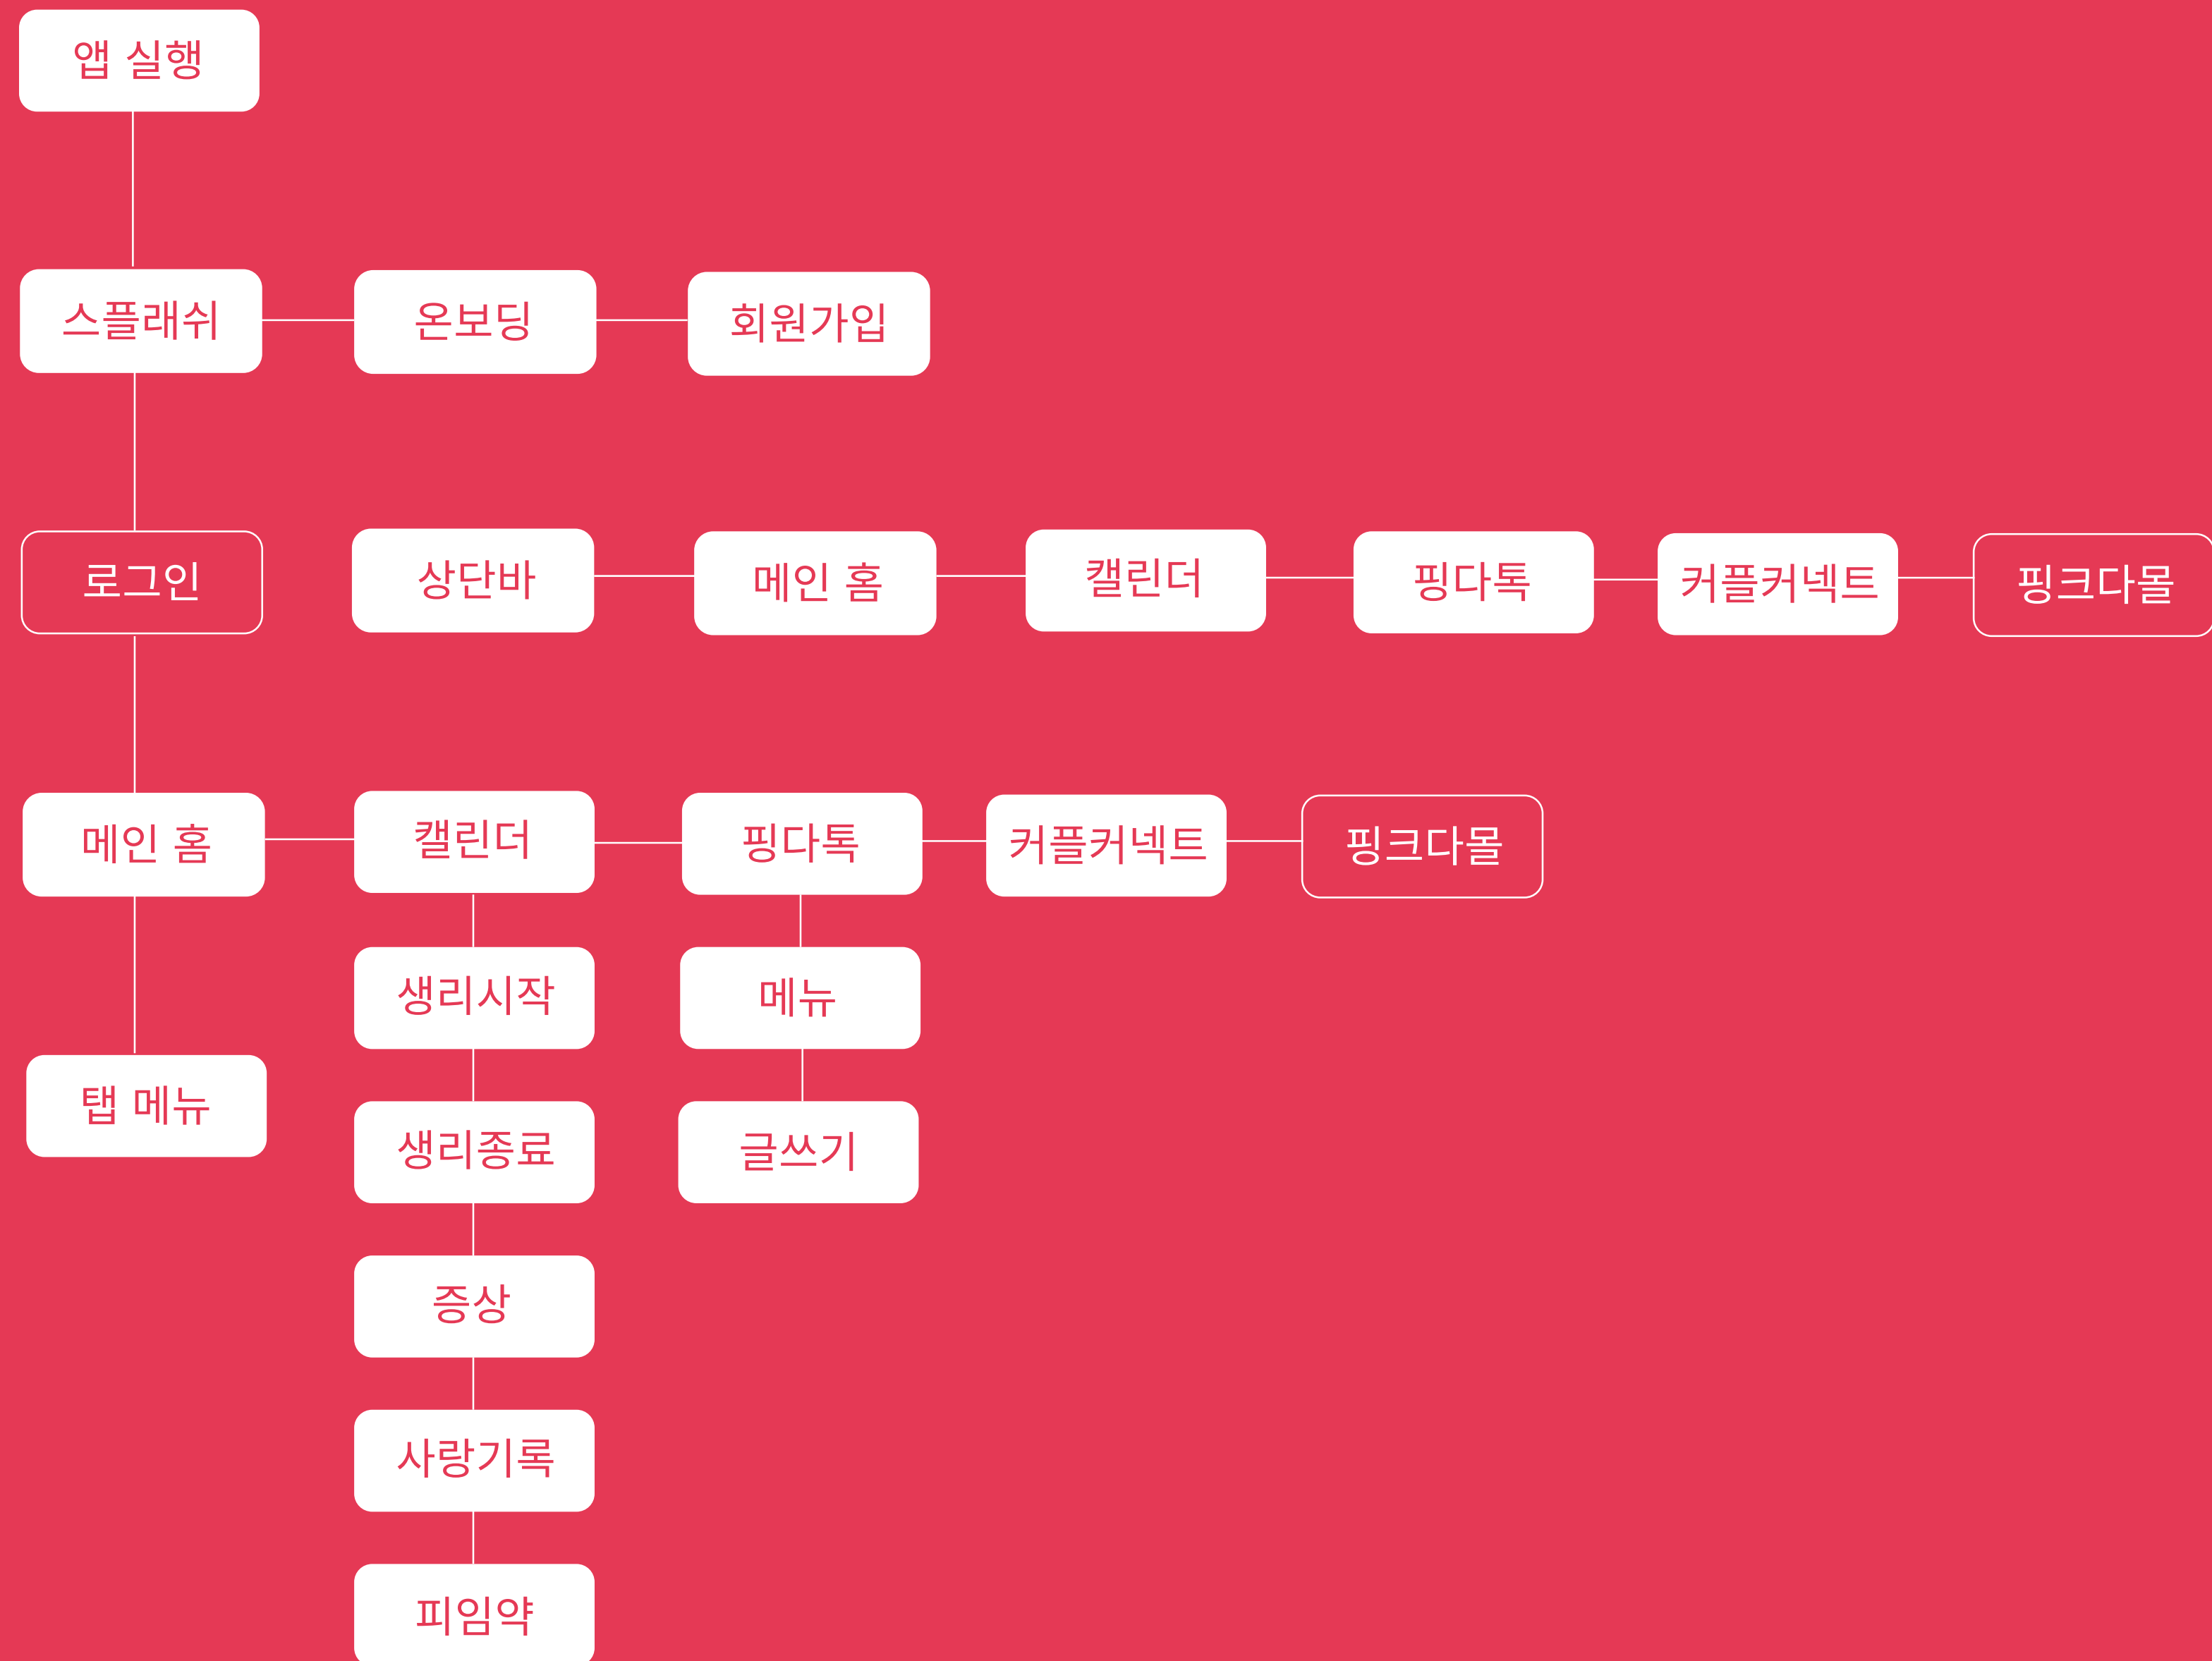 앱 실행
스플래쉬
온보딩
회원가입
로그인
상단바
메인 홈
캘린더
핑다톡
커플커넥트
핑크다몰
메인 홈
캘린더
핑다톡
커플커넥트
핑크다몰
생리시작
메뉴
탭 메뉴
생리종료
글쓰기
증상
사랑기록
피임약